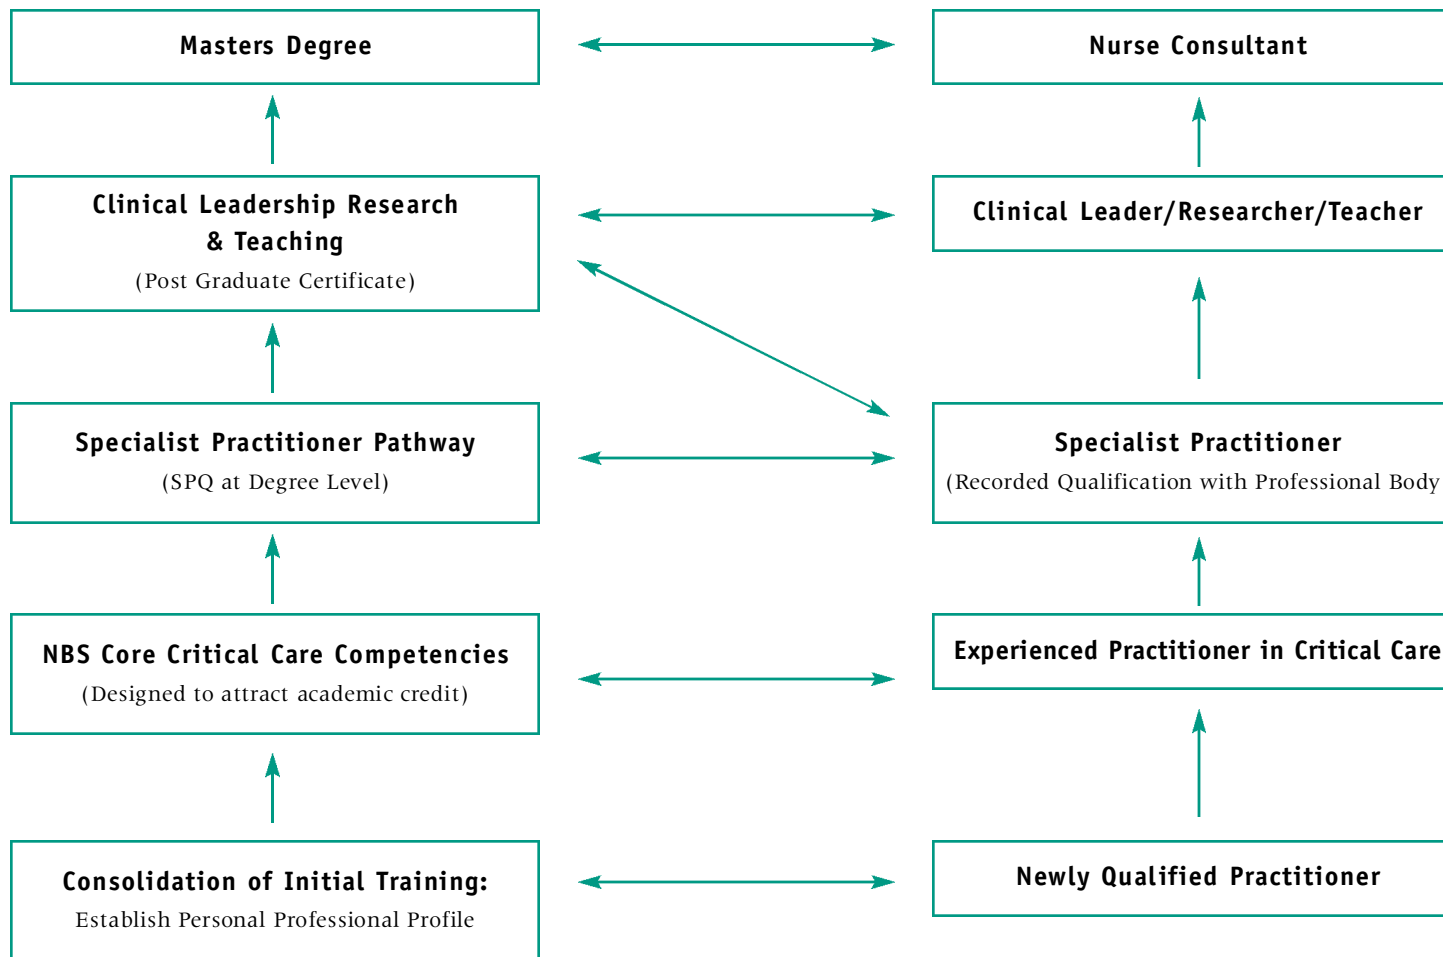 Masters Degree
Nurse Consultant
Clinical Leadership Research
& Teaching
(Post Graduate Certificate)
Clinical Leader/Researcher/Teacher
Specialist Practitioner Pathway
(SPQ at Degree Level)
Specialist Practitioner
(Recorded Qualification with Professional Body
NBS Core Critical Care Competencies
(Designed to attract academic credit)
Experienced Practitioner in Critical Care
Consolidation of Initial Training:
Establish Personal Professional Profile
Newly Qualified Practitioner